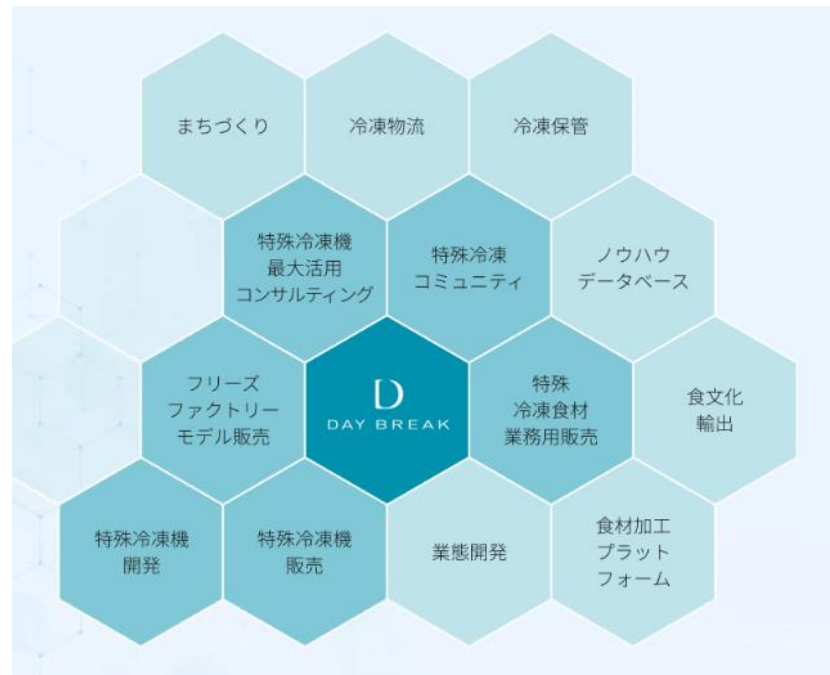 まちづくり
冷凍物流
冷凍保管
特殊冷凍機
最大活用
コンサルティング
特殊冷凍
コミュニティ
ノウハウ
データベース
フリーズ
ファクトリー
モデル販売
D
DAY BREAK
特殊
冷凍食材
業務用販売
食文化
輸出
特殊冷凍機
開発
特殊冷凍機
販売
業態開発
食材加工
プラット
フォーム